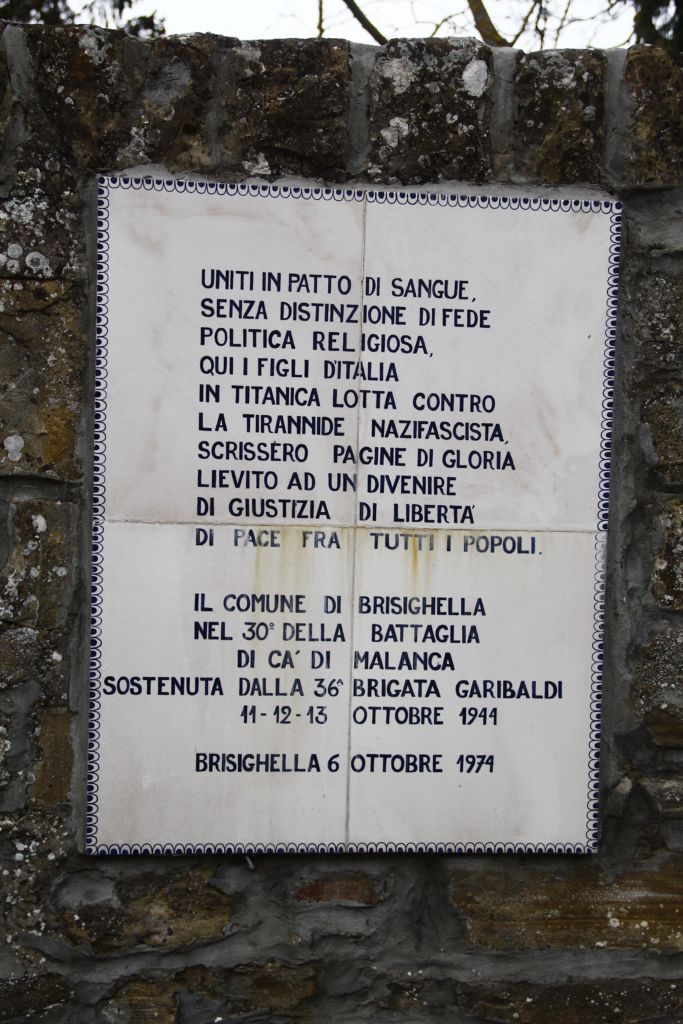 UNITI IN PATTO DI SANGUE,
SENZA DISTINZIONE DI FEDE
POLITICA RELIGIOSA,
QUI I FIGLI D'ITALIA
IN TITANICA LOTTA CONTRO
LA TIRANNIDE NAZIFASCISTA,
SCRISSERO PAGINE DI GLORIA
LIEVITO AD UN DIVENIRE
DI GIUSTIZIA DI LIBERTA'
DI PACE FRA TUTTI I POPOLI.
IL COMUNE DI BRISIGHELLA
NEL 30º DELLA BATTAGLIA
DI CA' DI MALANCA
SOSTENUTA DALLA 36ª BRIGATA GARIBALDI
11-12-13 OTTOBRE 1944
BRISIGHELLA 6 OTTOBRE 1974